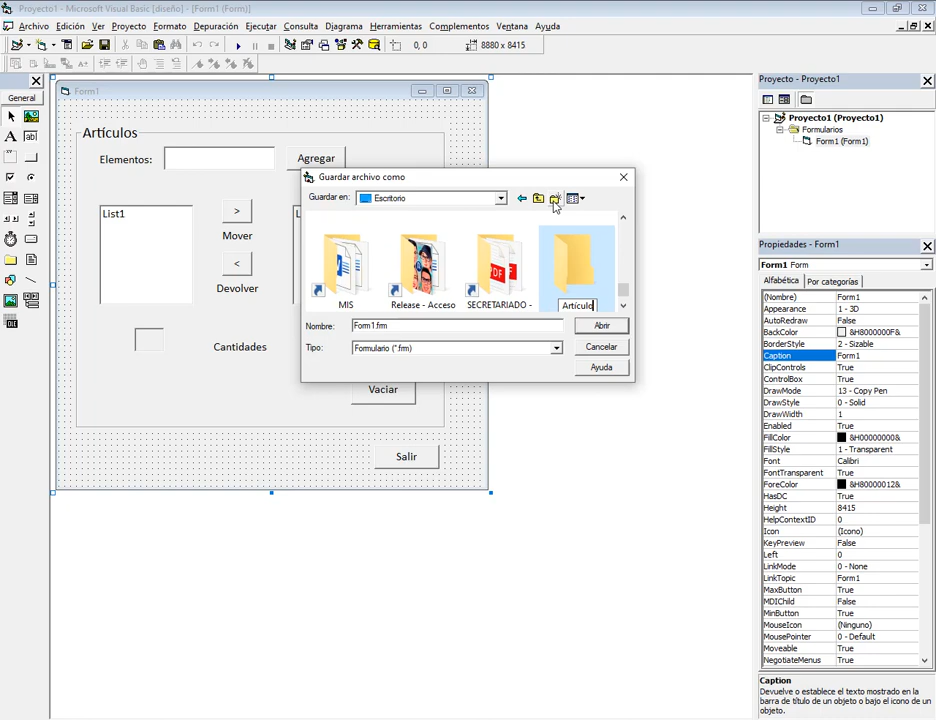 Proyecto1 - Microsoft Visual Basic [diseño] - [Form1 (Form)]
Archivo Edición Ver Proyecto Formato Depuración Ejecutar Consulta Diagrama Herramientas Complementos Ventana Ayuda
0, 0 8880 x 8415
General
Form1
Artículos
Elementos:
Agregar
List1
>
Mover
<
Devolver
Cantidades
Vaciar
Salir
Guardar archivo como
Guardar en: Escritorio
MIS
Release - Acceso
SECRETARIADO -
Artículo
Nombre: Form1.frm
Abrir
Tipo: Formulario (*.frm)
Cancelar
Ayuda
Proyecto - Proyecto1
Proyecto1 (Proyecto1)
Formularios
Form1 (Form1)
Propiedades - Form1
Form1 Form
Alfabética Por categorías
(Nombre) Form1
Appearance 1 - 3D
AutoRedraw False
BackColor &H8000000F&
BorderStyle 2 - Sizable
Caption Form1
ClipControls True
ControlBox True
DrawMode 13 - Copy Pen
DrawStyle 0 - Solid
DrawWidth 1
Enabled True
FillColor &H00000000&
FillStyle 1 - Transparent
Font Calibri
FontTransparent True
ForeColor &H80000012&
HasDC True
Height 8415
HelpContextID 0
Icon (Icono)
KeyPreview False
Left 0
LinkMode 0 - None
LinkTopic Form1
MaxButton True
MDIChild False
MinButton True
MouseIcon (Ninguno)
MousePointer 0 - Default
Moveable True
NegotiateMenus True
Caption
Devuelve o establece el texto mostrado en la
barra de título de un objeto o bajo el icono de un
objeto.